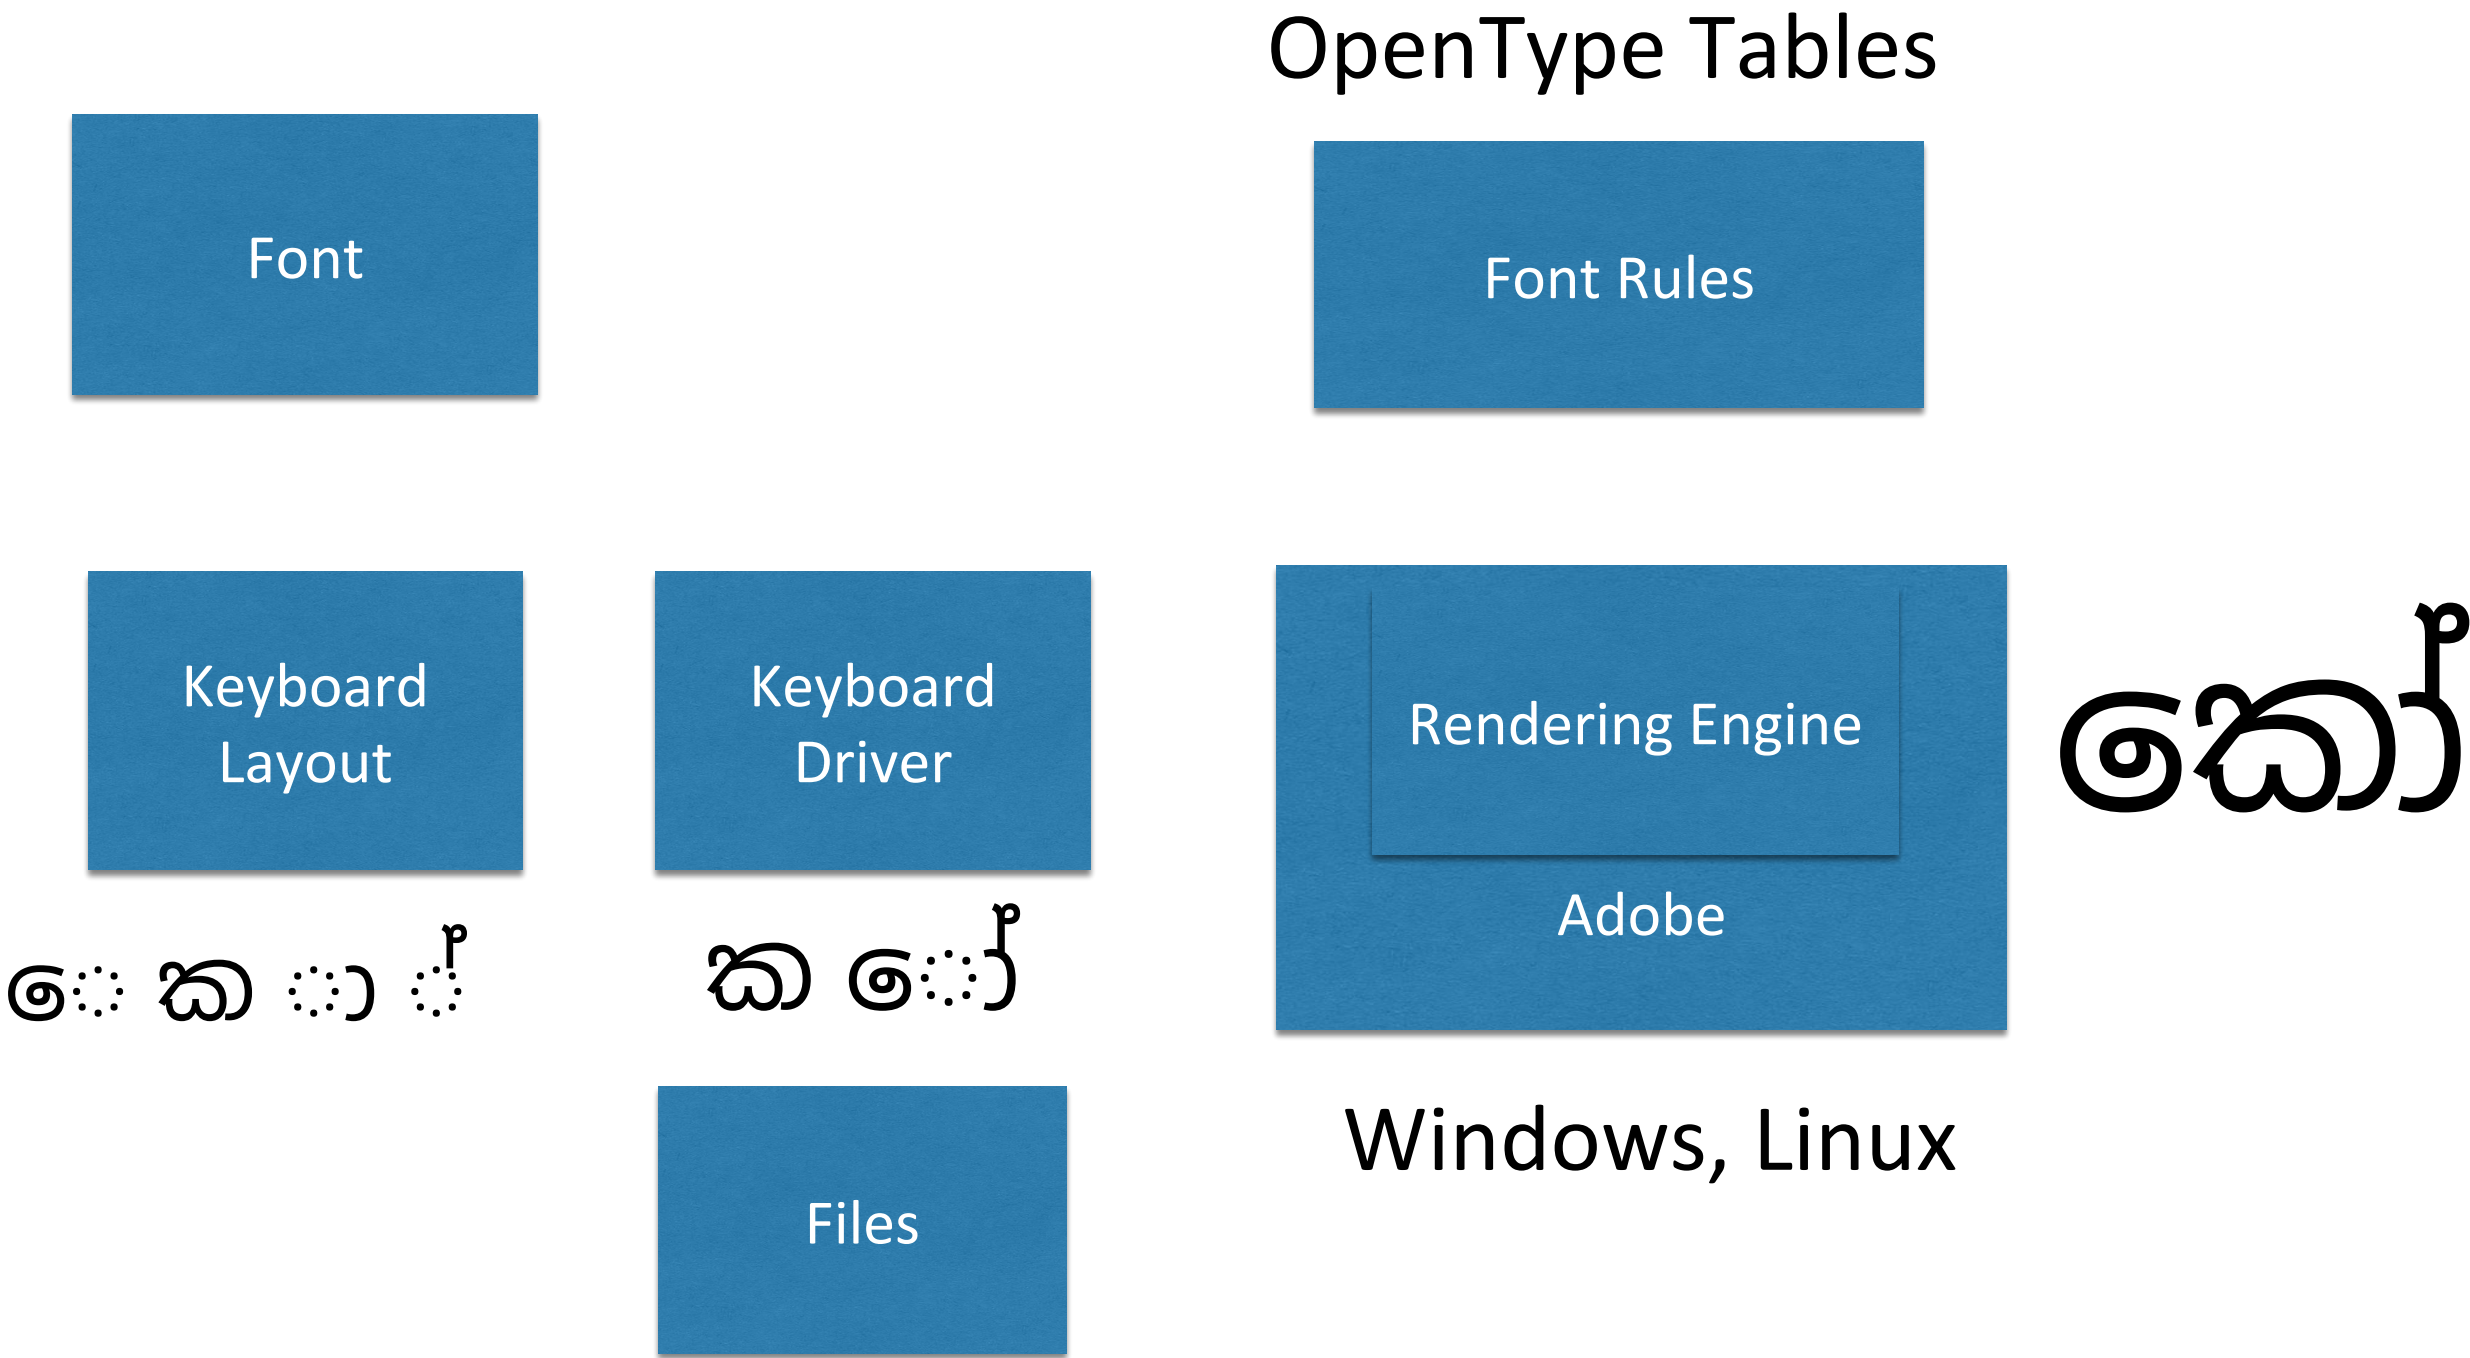 OpenType Tables
Font
Font Rules
Keyboard
Layout
Keyboard
Driver
Rendering Engine
Adobe
කෝ
ෙ ක ා ්
ක ෝ
Windows, Linux
Files